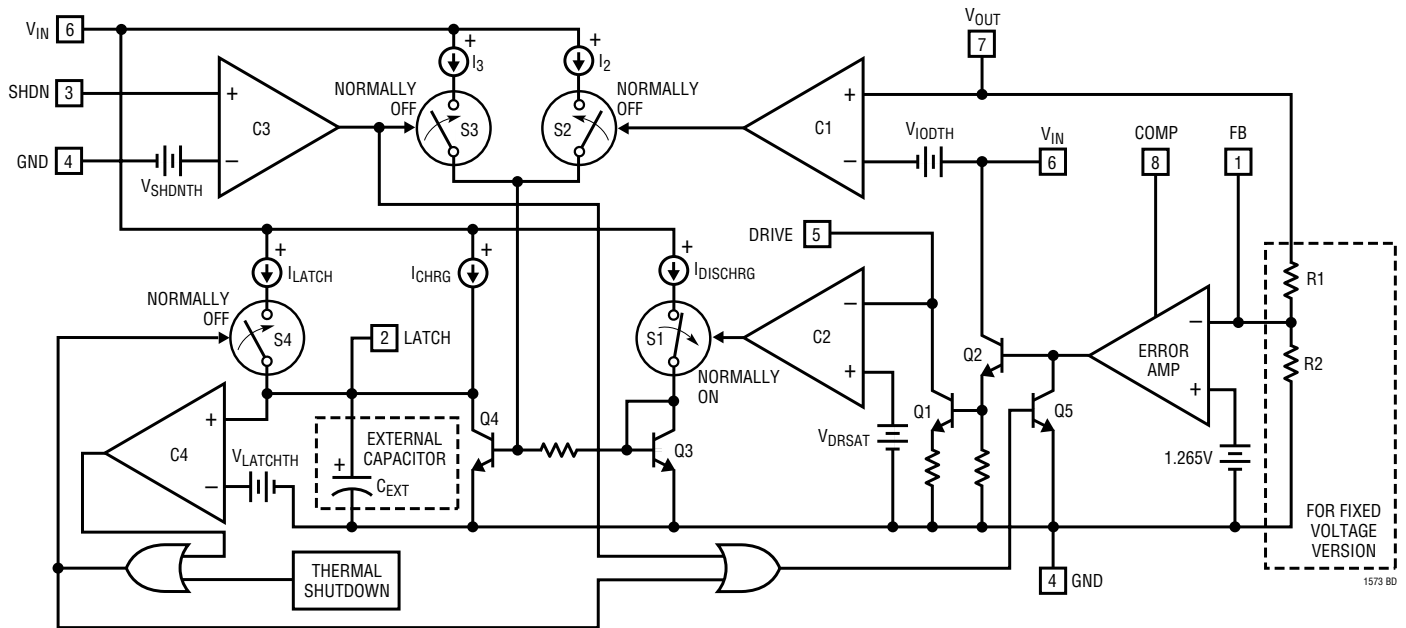 VIN 6
SHDN 3
GND 4
VSHDNTH
+
−
C3
NORMALLY
OFF
+
I3
S3
+
I2
S2
NORMALLY
OFF
C1
+
−
VOUT
7
VIODTH
VIN
6
COMP
8
FB
1
DRIVE 5
+
ILATCH
NORMALLY
OFF
S4
+
ICHRG
2 LATCH
+
IDISCHRG
S1
NORMALLY
ON
C2
−
+
VDRSAT
Q2
Q1
Q5
ERROR
AMP
−
+
1.265V
R1
R2
C4
+
−
VLATCHTH
EXTERNAL
CAPACITOR
+
CEXT
Q4
Q3
THERMAL
SHUTDOWN
4 GND
FOR FIXED
VOLTAGE
VERSION
1573 BD